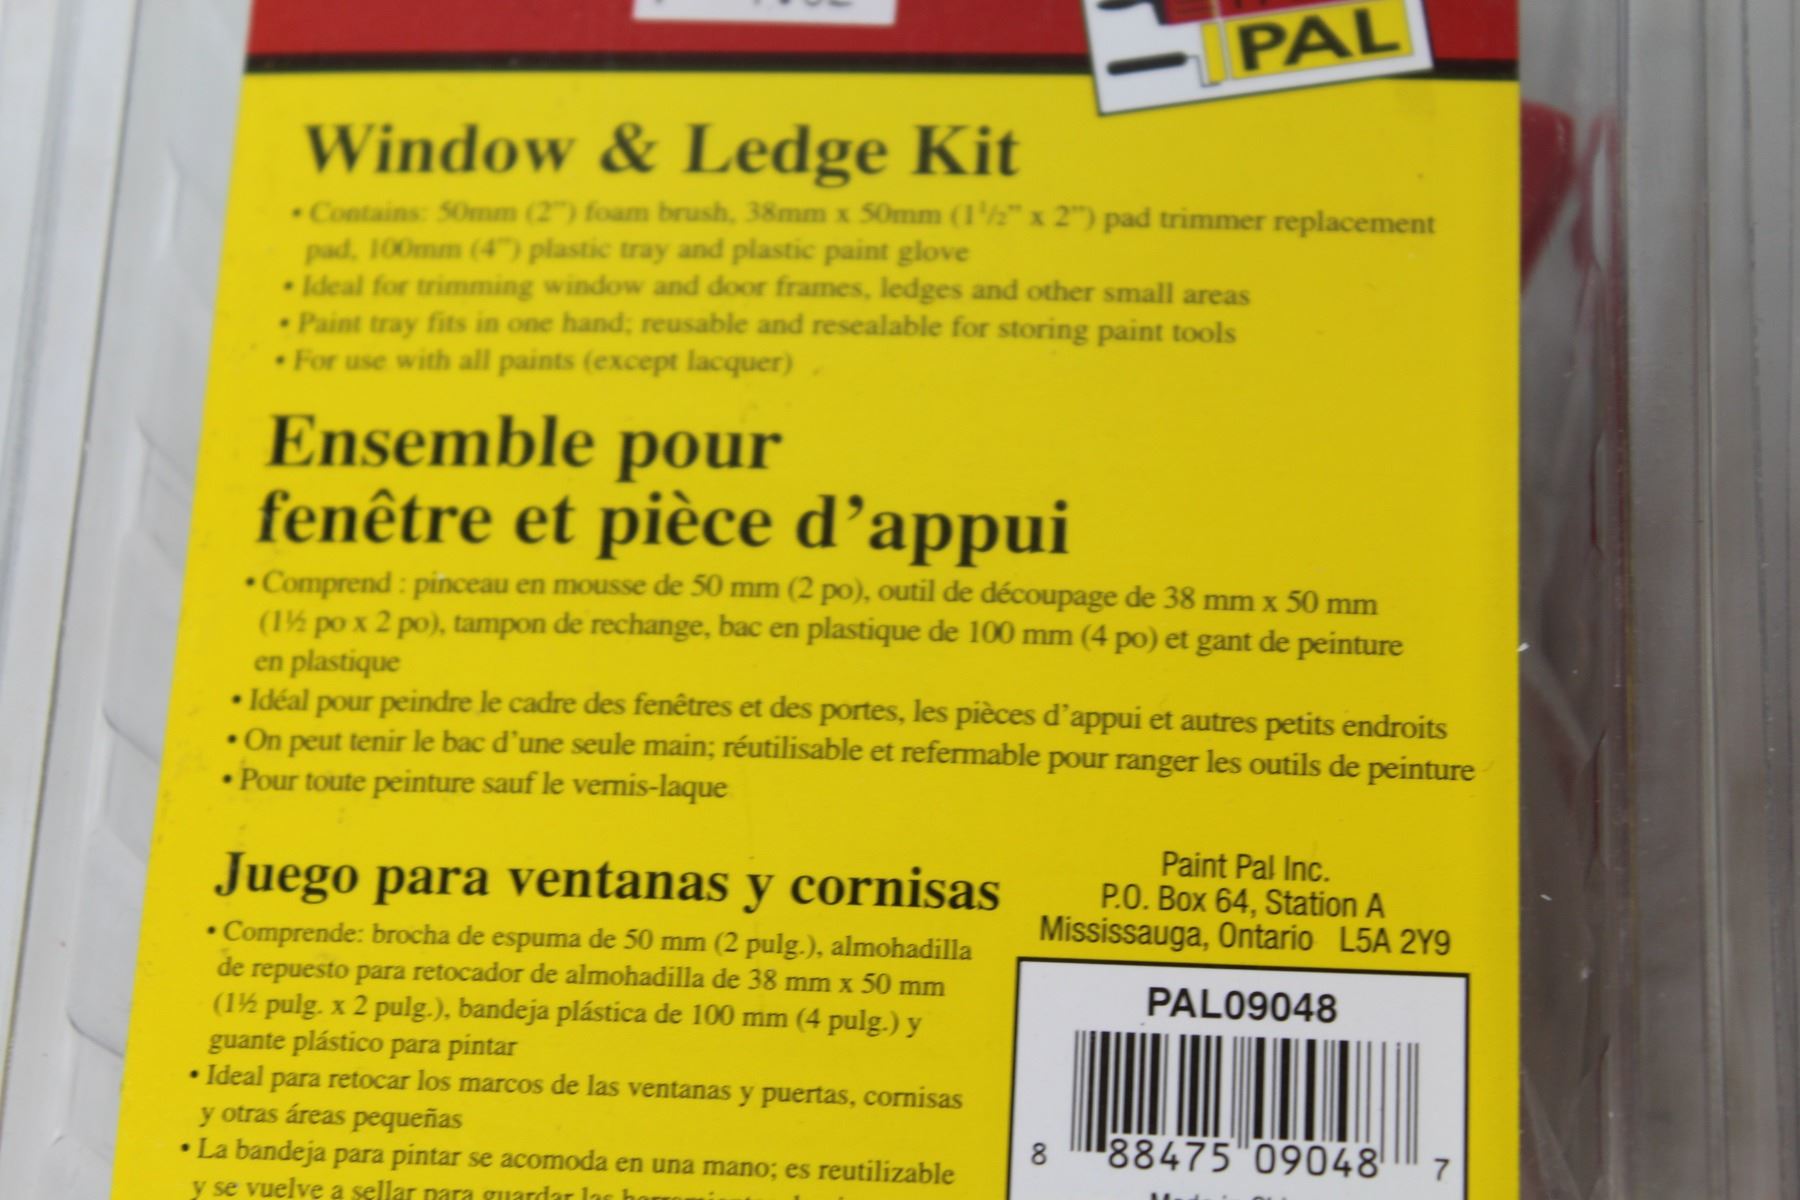 PAL
Window & Ledge Kit
• Contains: 50mm (2") foam brush, 38mm x 50mm (1¹/₂" x 2") pad trimmer replacement
pad, 100mm (4") plastic tray and plastic paint glove
• Ideal for trimming window and door frames, ledges and other small areas
• Paint tray fits in one hand; reusable and resealable for storing paint tools
• For use with all paints (except lacquer)
Ensemble pour
fenêtre et pièce d'appui
• Comprend : pinceau en mousse de 50 mm (2 po), outil de découpage de 38 mm x 50 mm
(1½ po x 2 po), tampon de rechange, bac en plastique de 100 mm (4 po) et gant de peinture
en plastique
• Idéal pour peindre le cadre des fenêtres et des portes, les pièces d'appui et autres petits endroits
• On peut tenir le bac d'une seule main; réutilisable et refermable pour ranger les outils de peinture
• Pour toute peinture sauf le vernis-laque
Juego para ventanas y cornisas
• Comprende: brocha de espuma de 50 mm (2 pulg.), almohadilla
de repuesto para retocador de almohadilla de 38 mm x 50 mm
(1½ pulg. x 2 pulg.), bandeja plástica de 100 mm (4 pulg.) y
guante plástico para pintar
• Ideal para retocar los marcos de las ventanas y puertas, cornisas
y otras áreas pequeñas
• La bandeja para pintar se acomoda en una mano; es reutilizable
y se vuelve a sellar para guardar las
Paint Pal Inc.
P.O. Box 64, Station A
Mississauga, Ontario L5A 2Y9
PAL09048
8 88475 09048 7